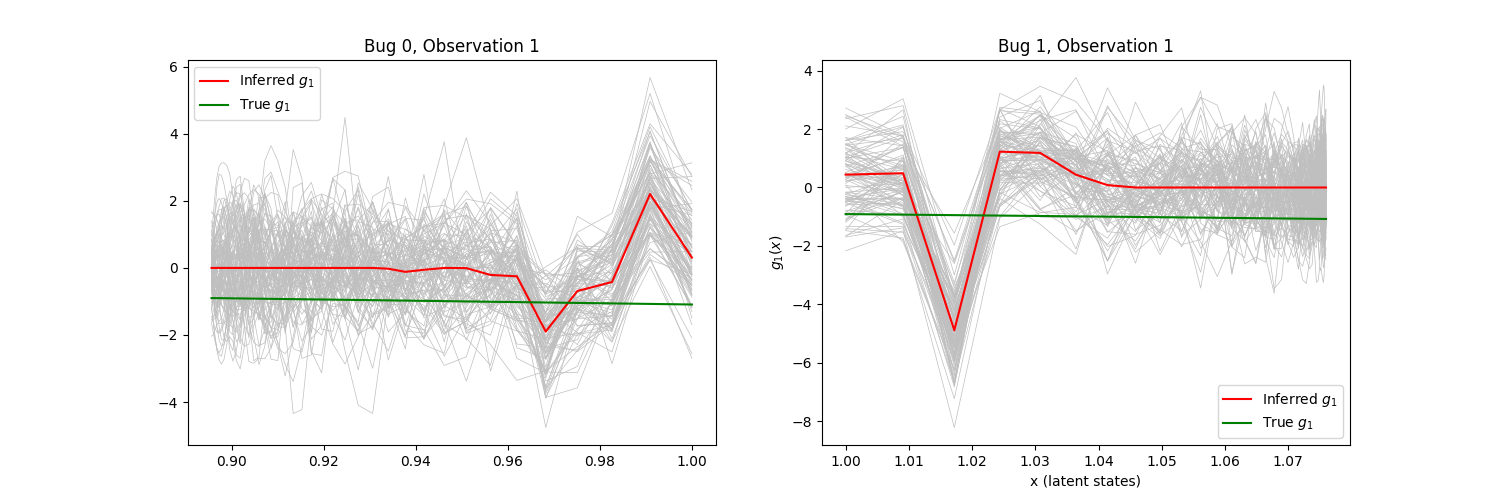 Bug 0, Observation 1
6
4
2
0
−2
−4
Inferred g₁
True g₁
0.90 0.92 0.94 0.96 0.98 1.00
Bug 1, Observation 1
4
2
0
−2
−4
−6
−8
g₁(x)
Inferred g₁
True g₁
1.00 1.01 1.02 1.03 1.04 1.05 1.06 1.07
x (latent states)